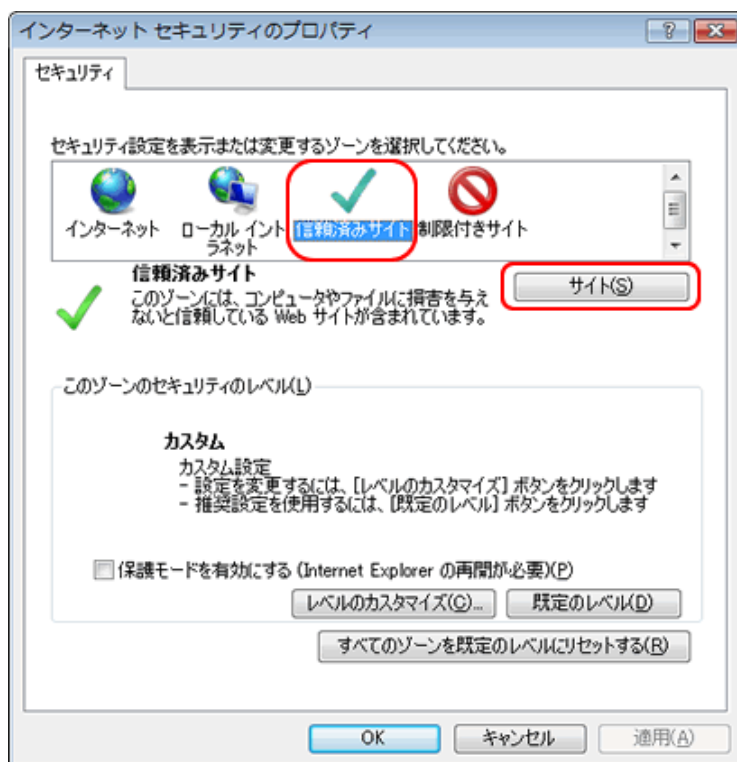 インターネット セキュリティのプロパティ
セキュリティ
セキュリティ設定を表示または変更するゾーンを選択してください。
インターネット
ローカル イント
ラネット
信頼済みサイト
制限付きサイト
信頼済みサイト
このゾーンには、コンピュータやファイルに損害を与え
ないと信頼している Web サイトが含まれています。
サイト(S)
このゾーンのセキュリティのレベル(L)
カスタム
カスタム設定
- 設定を変更するには、[レベルのカスタマイズ] ボタンをクリックします
- 推奨設定を使用するには、[既定のレベル] ボタンをクリックします
保護モードを有効にする (Internet Explorer の再開が必要)(P)
レベルのカスタマイズ(C)...
既定のレベル(D)
すべてのゾーンを既定のレベルにリセットする(R)
OK
キャンセル
適用(A)